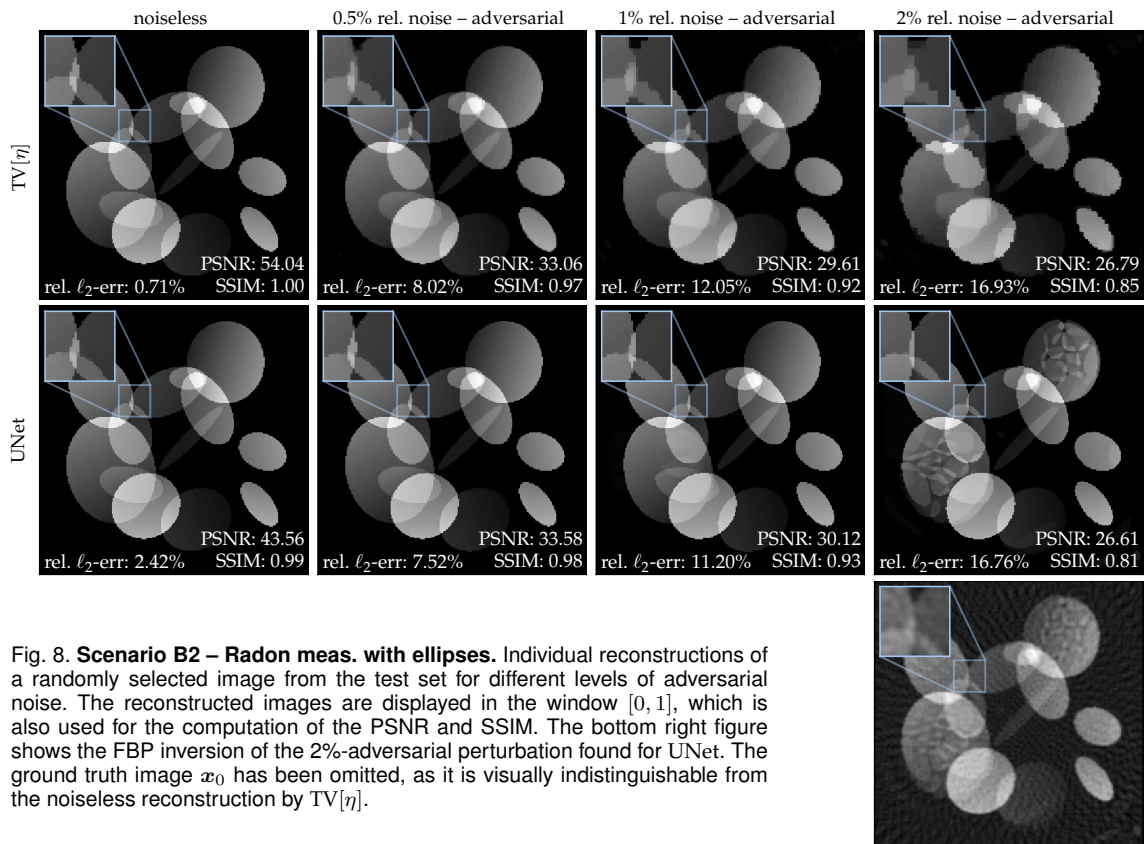 noiseless
0.5% rel. noise – adversarial
1% rel. noise – adversarial
2% rel. noise – adversarial
TV[η]
PSNR: 54.04
rel. ℓ2-err: 0.71% SSIM: 1.00
PSNR: 33.06
rel. ℓ2-err: 8.02% SSIM: 0.97
PSNR: 29.61
rel. ℓ2-err: 12.05% SSIM: 0.92
PSNR: 26.79
rel. ℓ2-err: 16.93% SSIM: 0.85
UNet
PSNR: 43.56
rel. ℓ2-err: 2.42% SSIM: 0.99
PSNR: 33.58
rel. ℓ2-err: 7.52% SSIM: 0.98
PSNR: 30.12
rel. ℓ2-err: 11.20% SSIM: 0.93
PSNR: 26.61
rel. ℓ2-err: 16.76% SSIM: 0.81
Fig. 8. Scenario B2 – Radon meas. with ellipses. Individual reconstructions of
a randomly selected image from the test set for different levels of adversarial
noise. The reconstructed images are displayed in the window [0, 1], which is
also used for the computation of the PSNR and SSIM. The bottom right figure
shows the FBP inversion of the 2%-adversarial perturbation found for UNet. The
ground truth image x0 has been omitted, as it is visually indistinguishable from
the noiseless reconstruction by TV[η].